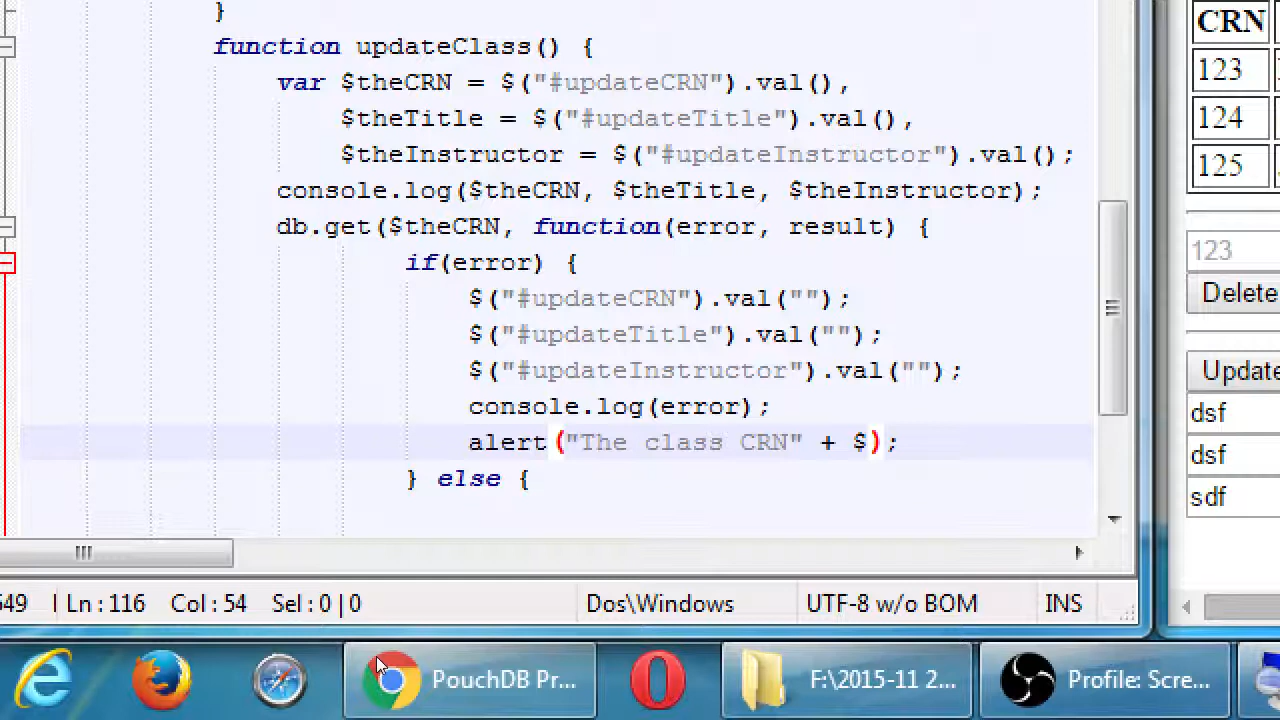 }
function updateClass() {
var $theCRN = $("#updateCRN").val(),
$theTitle = $("#updateTitle").val(),
$theInstructor = $("#updateInstructor").val();
console.log($theCRN, $theTitle, $theInstructor);
db.get($theCRN, function(error, result) {
if(error) {
$("#updateCRN").val("");
$("#updateTitle").val("");
$("#updateInstructor").val("");
console.log(error);
alert("The class CRN" + $);
} else {
CRN
123
124
125
123
Delete
Update
dsf
dsf
sdf
549 Ln : 116 Col : 54 Sel : 0 | 0 Dos\Windows UTF-8 w/o BOM INS
PouchDB Pr... F:\2015-11 2... Profile: Scre...